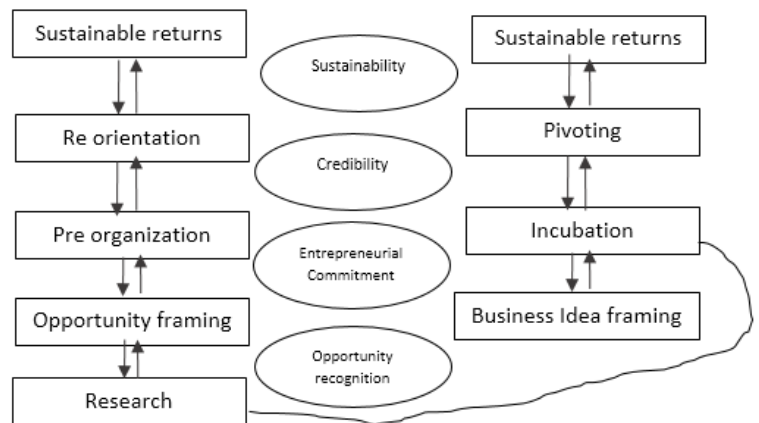 Sustainable returns
Re orientation
Pre organization
Opportunity framing
Research
Sustainability
Credibility
Entrepreneurial
Commitment
Opportunity
recognition
Sustainable returns
Pivoting
Incubation
Business Idea framing